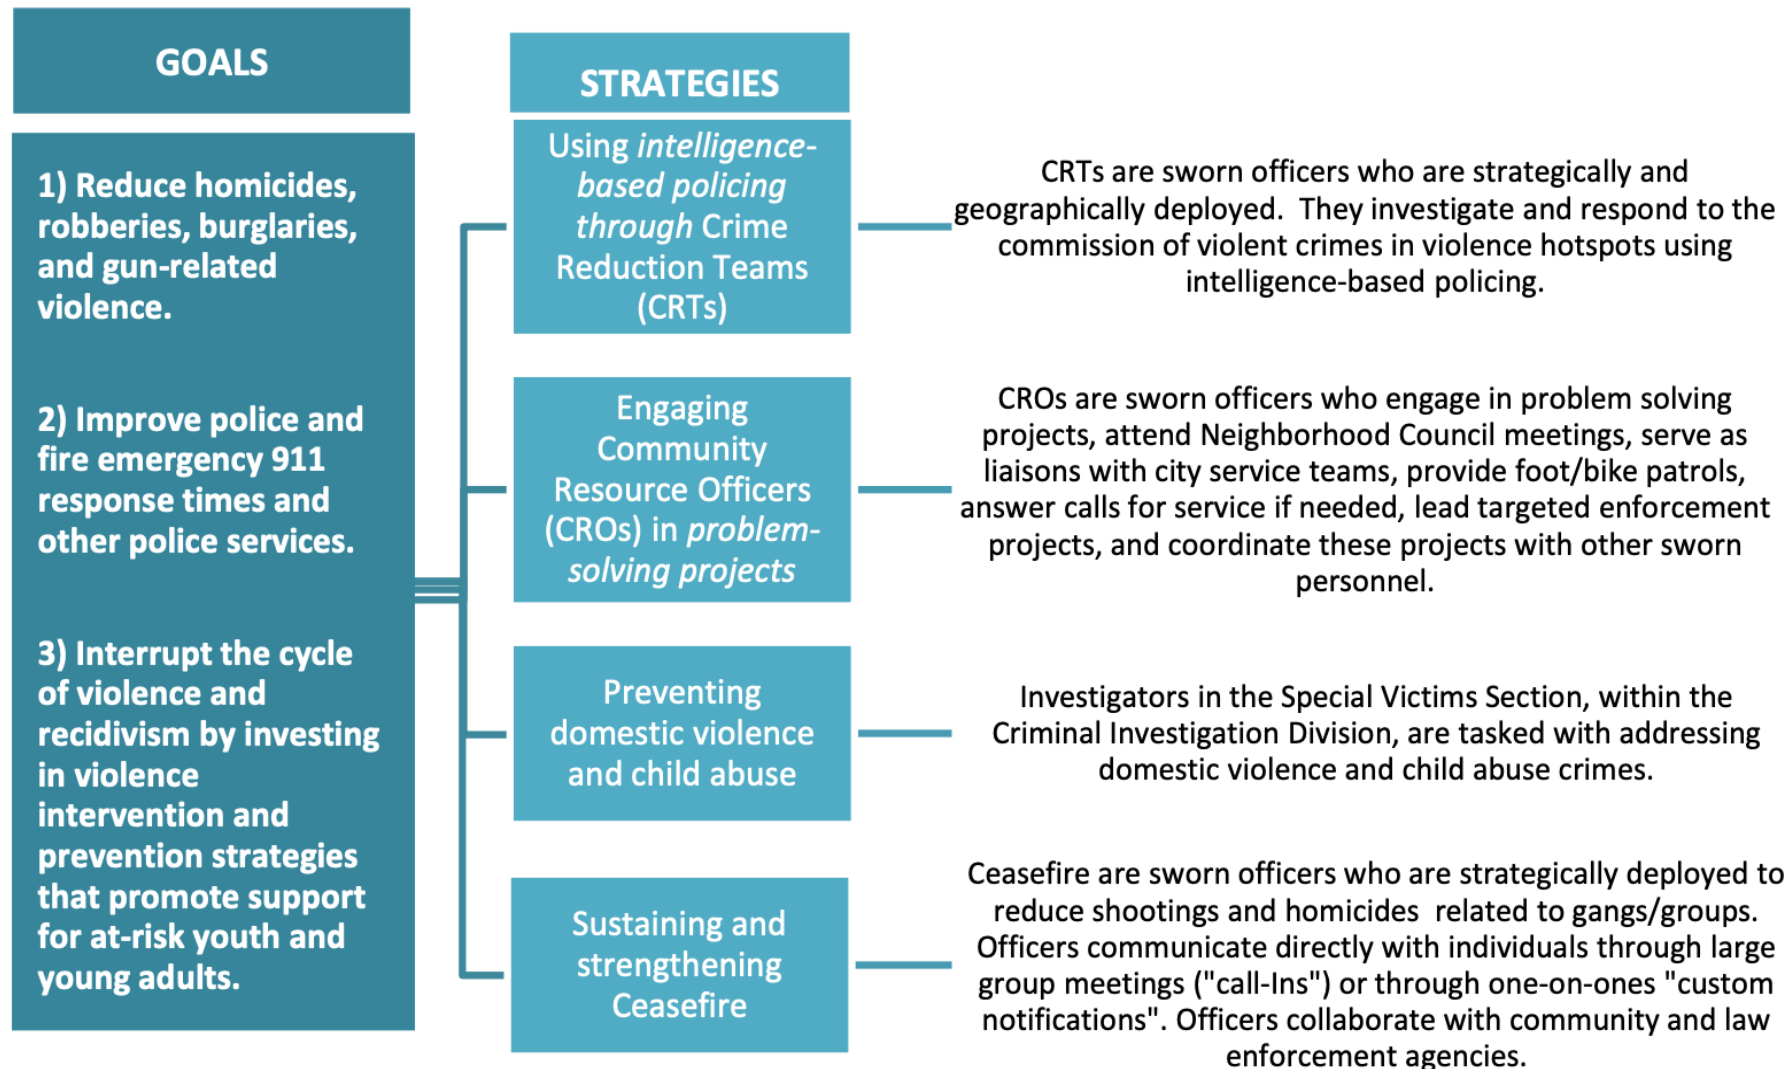 GOALS
1) Reduce homicides,
robberies, burglaries,
and gun-related
violence.
2) Improve police and
fire emergency 911
response times and
other police services.
3) Interrupt the cycle
of violence and
recidivism by investing
in violence
intervention and
prevention strategies
that promote support
for at-risk youth and
young adults.
STRATEGIES
Using intelligence-
based policing
through Crime
Reduction Teams
(CRTs)
CRTs are sworn officers who are strategically and
geographically deployed.  They investigate and respond to the
commission of violent crimes in violence hotspots using
intelligence-based policing.
Engaging
Community
Resource Officers
(CROs) in problem-
solving projects
CROs are sworn officers who engage in problem solving
projects, attend Neighborhood Council meetings, serve as
liaisons with city service teams, provide foot/bike patrols,
answer calls for service if needed, lead targeted enforcement
projects, and coordinate these projects with other sworn
personnel.
Preventing
domestic violence
and child abuse
Investigators in the Special Victims Section, within the
Criminal Investigation Division, are tasked with addressing
domestic violence and child abuse crimes.
Sustaining and
strengthening
Ceasefire
Ceasefire are sworn officers who are strategically deployed to
reduce shootings and homicides  related to gangs/groups.
Officers communicate directly with individuals through large
group meetings ("call-Ins") or through one-on-ones "custom
notifications". Officers collaborate with community and law
enforcement agencies.